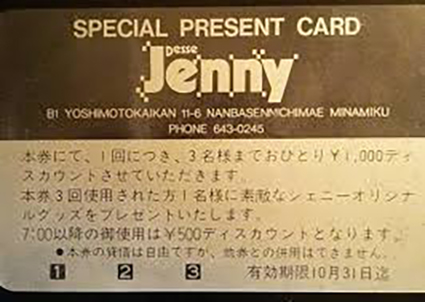 SPECIAL PRESENT CARD
Desse
Jenny
B1 YOSHIMOTOKAIKAN 11-6 NANBASENNICHIMAE MINAMIKU
PHONE 643-0245
本券にて、1回につき、3名様までおひとり¥1,000ディ
スカウントさせていただきます。
本券3回使用された方1名様に素敵なジェニーオリジナ
ルグッズをプレゼントいたします。
7:00以降の御使用は¥500ディスカウントとなります。
●本券の貸借は自由ですが、他券との併用はできません。
1 2 3 有効期限10月31日迄